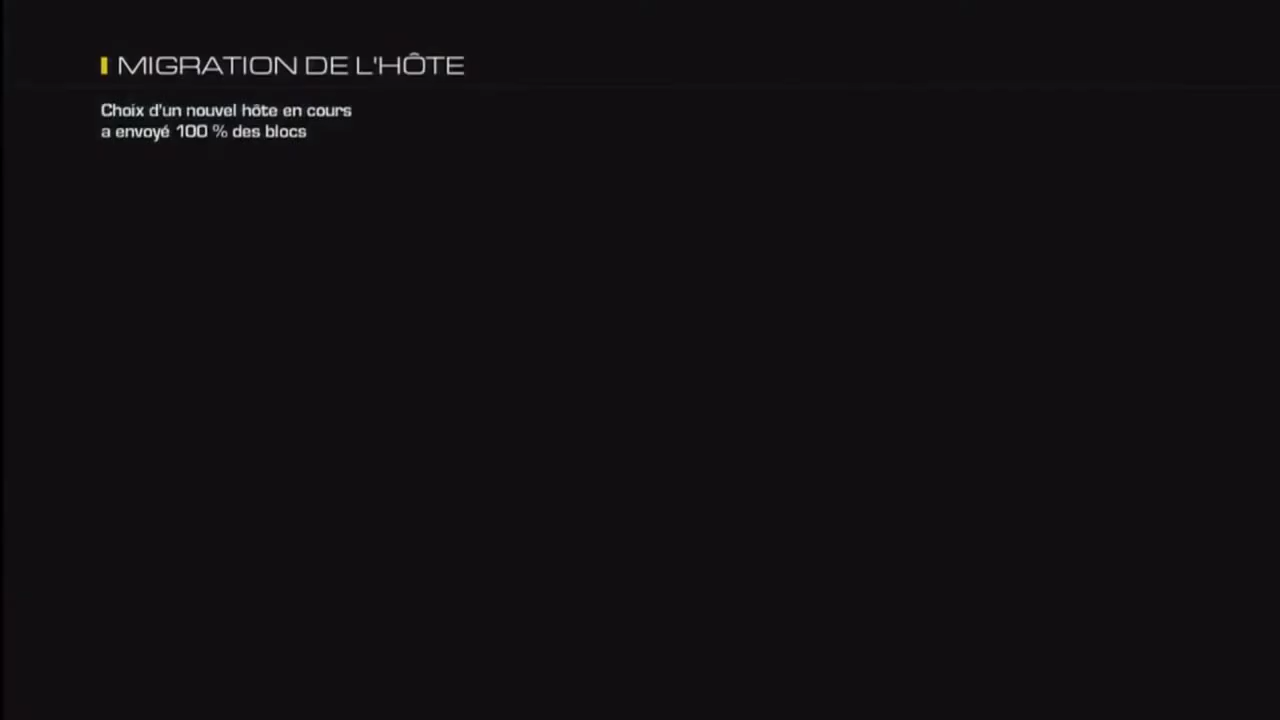 MIGRATION DE L'HÔTE
Choix d'un nouvel hôte en cours
a envoyé 100 % des blocs